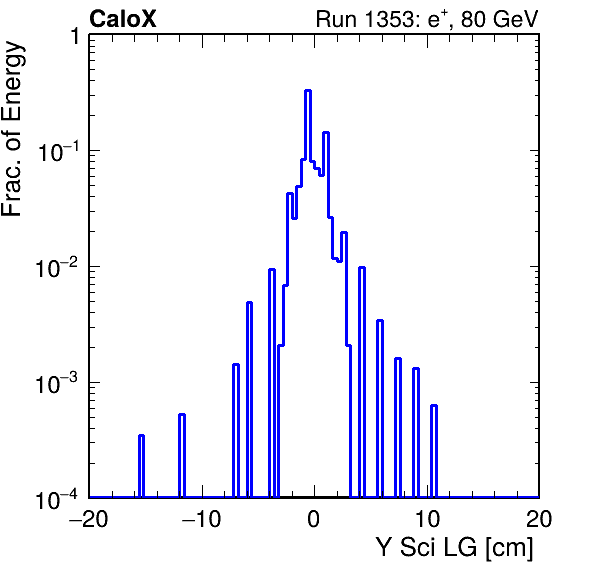 CaloX Run 1353: e⁺, 80 GeV
Frac. of Energy
1
10⁻¹
10⁻²
10⁻³
10⁻⁴
−20 −10 0 10 20
Y Sci LG [cm]